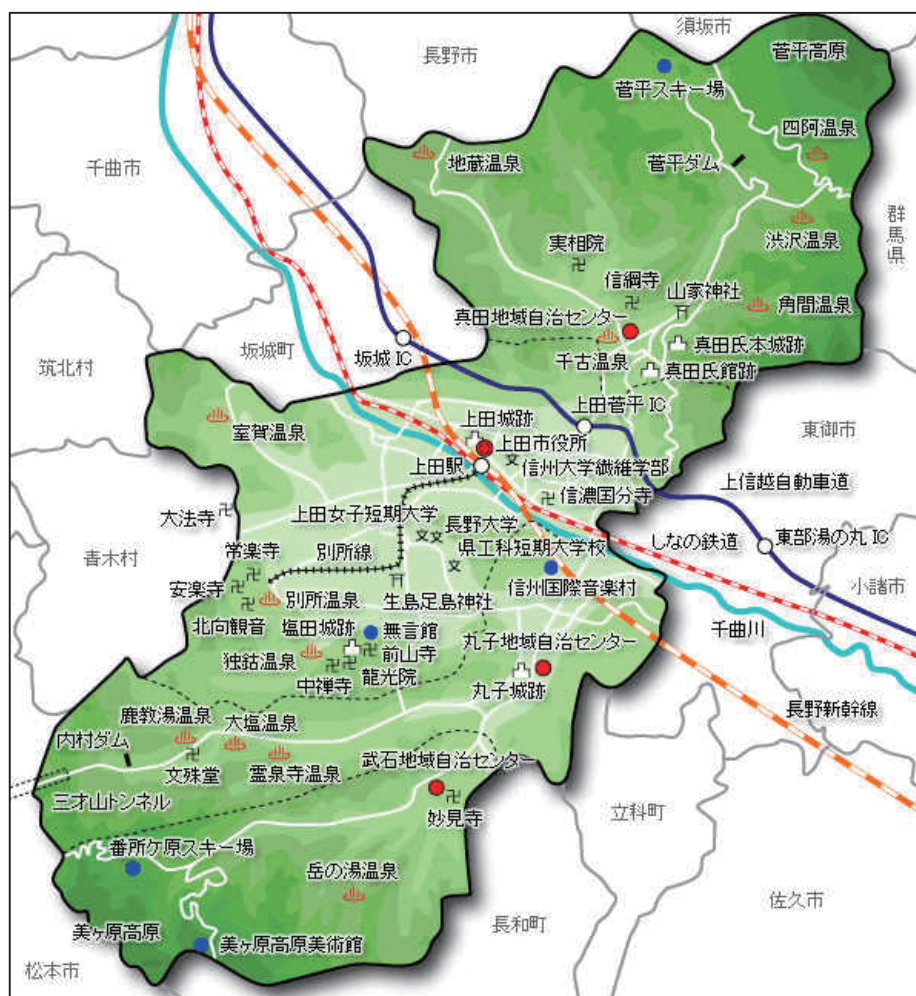 須坂市
長野市
菅平高原
菅平スキー場
四阿温泉
地蔵温泉
菅平ダム
千曲市
群馬県
渋沢温泉
実相院
信綱寺
山家神社
角間温泉
真田地域自治センター
坂城町
坂城 IC
千古温泉
真田氏本城跡
筑北村
真田氏館跡
上田菅平 IC
室賀温泉
上田城跡
東御市
上田市役所
上田駅
信州大学繊維学部
上信越自動車道
信濃国分寺
大法寺
上田女子短期大学
長野大学
青木村
常楽寺
別所線
県工科短期大学校
しなの鉄道
東部湯の丸 IC
安楽寺
別所温泉
生島足島神社
信州国際音楽村
小諸市
北向観音
塩田城跡
無言館
千曲川
独鈷温泉
前山寺
丸子地域自治センター
中禅寺
龍光院
丸子城跡
鹿教湯温泉
大塩温泉
長野新幹線
内村ダム
文殊堂
霊泉寺温泉
武石地域自治センター
三才山トンネル
妙見寺
立科町
番所ケ原スキー場
岳の湯温泉
佐久市
美ヶ原高原
長和町
美ヶ原高原美術館
松本市